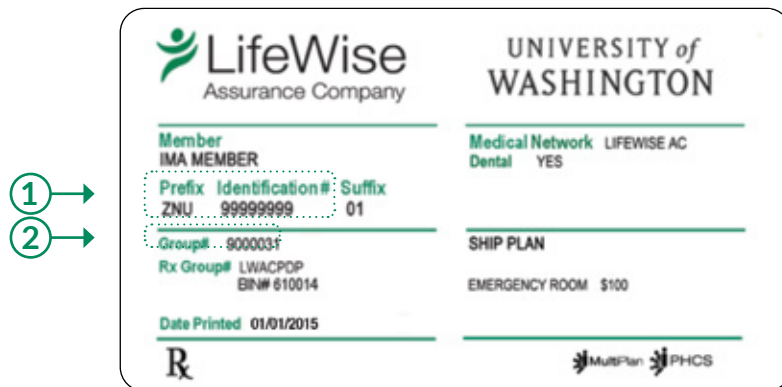 LifeWise
Assurance Company
UNIVERSITY of
WASHINGTON
Member
IMA MEMBER
Medical Network LIFEWISE AC
Dental YES
1
Prefix Identification# Suffix
ZNU 99999999 01
2
Group# 9000031
SHIP PLAN
Rx Group# LWACPDP
BIN# 610014
EMERGENCY ROOM $100
Date Printed 01/01/2015
Rx
MultiPlan PHCS